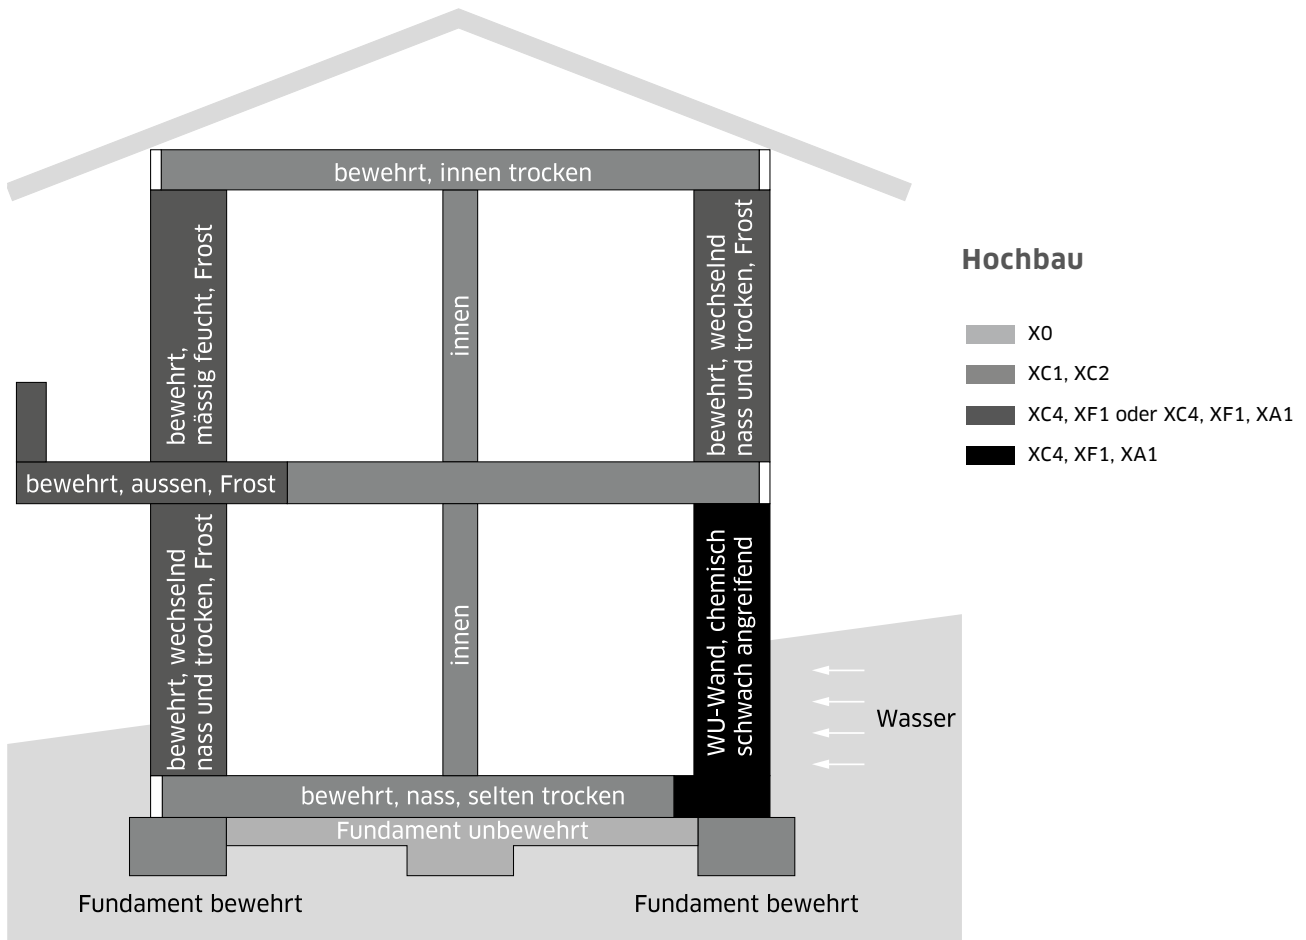 bewehrt, innen trocken
bewehrt,
mässig feucht, Frost
innen
bewehrt, wechselnd
nass und trocken, Frost
bewehrt, aussen, Frost
bewehrt, wechselnd
nass und trocken, Frost
innen
WU-Wand, chemisch
schwach angreifend
Wasser
bewehrt, nass, selten trocken
Fundament unbewehrt
Fundament bewehrt
Fundament bewehrt
Hochbau
X0
XC1, XC2
XC4, XF1 oder XC4, XF1, XA1
XC4, XF1, XA1